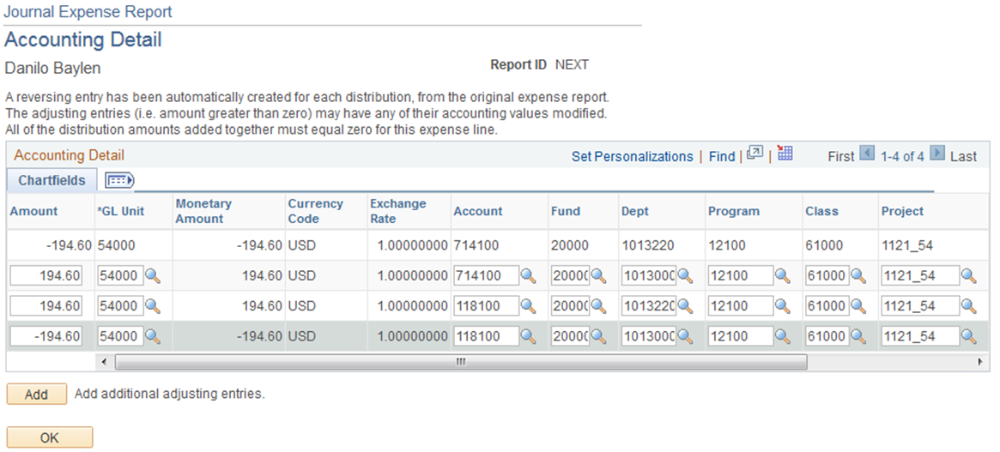 Journal Expense Report
Accounting Detail
Danilo Baylen Report ID NEXT
A reversing entry has been automatically created for each distribution, from the original expense report.
The adjusting entries (i.e. amount greater than zero) may have any of their accounting values modified.
All of the distribution amounts added together must equal zero for this expense line.
Accounting Detail Set Personalizations | Find | | First 1-4 of 4 Last
Chartfields
Amount *GL Unit Monetary Amount Currency Code Exchange Rate Account Fund Dept Program Class Project
-194.60 54000 -194.60 USD 1.00000000 714100 20000 1013220 12100 61000 1121_54
194.60 54000 194.60 USD 1.00000000 714100 2000 1013000 12100 61000 1121_54
194.60 54000 194.60 USD 1.00000000 118100 2000 101322 12100 61000 1121_54
-194.60 54000 -194.60 USD 1.00000000 118100 2000 101300 12100 61000 1121_54
Add Add additional adjusting entries.
OK